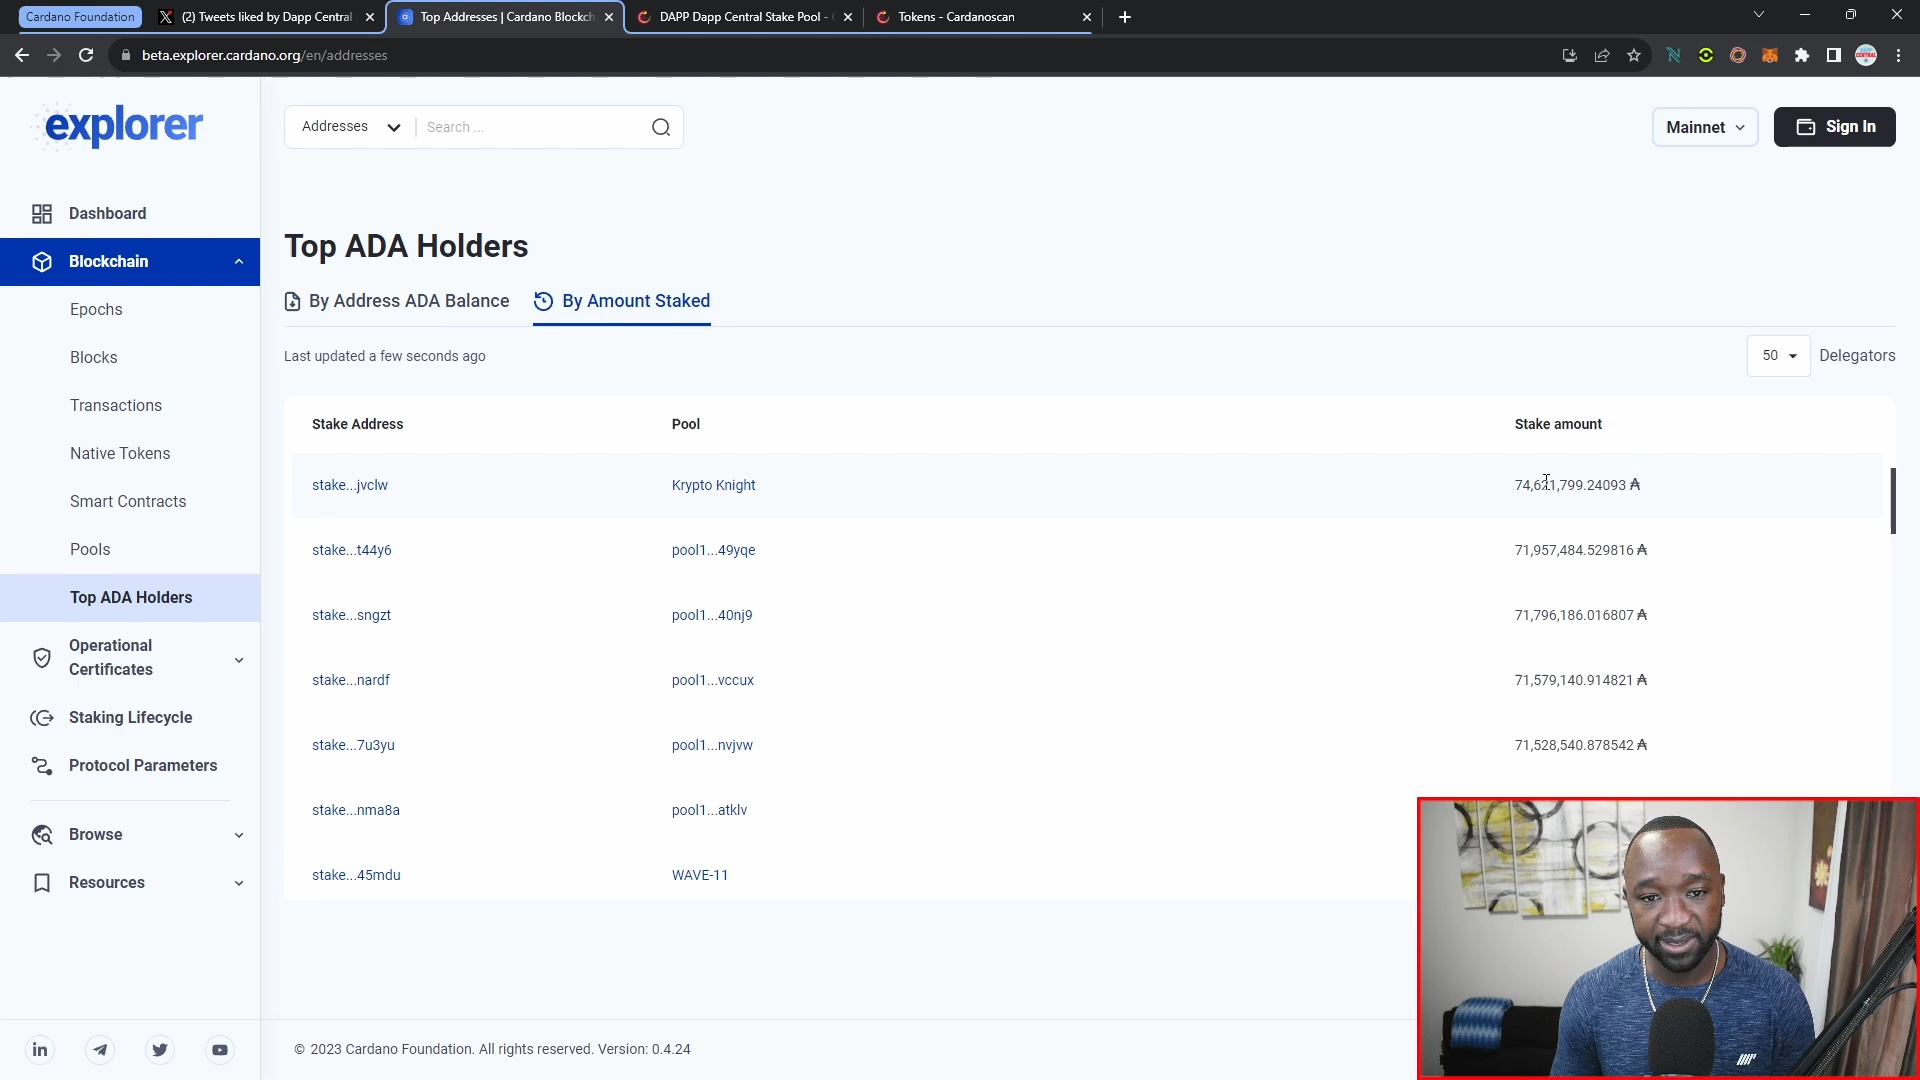 Cardano Foundation
(2) Tweets liked by Dapp Central
Top Addresses | Cardano Blockch
DAPP Dapp Central Stake Pool -
Tokens - Cardanoscan
beta.explorer.cardano.org/en/addresses
explorer
Addresses
Search ...
Mainnet
Sign In
Dashboard
Blockchain
Epochs
Blocks
Transactions
Native Tokens
Smart Contracts
Pools
Top ADA Holders
Operational
Certificates
Staking Lifecycle
Protocol Parameters
Browse
Resources
Top ADA Holders
By Address ADA Balance By Amount Staked
Last updated a few seconds ago
50 Delegators
Stake Address Pool Stake amount
stake...jvclw Krypto Knight 74,621,799.24093 ₳
stake...t44y6 pool1...49yqe 71,957,484.529816 ₳
stake...sngzt pool1...40nj9 71,796,186.016807 ₳
stake...nardf pool1...vccux 71,579,140.914821 ₳
stake...7u3yu pool1...nvjvw 71,528,540.878542 ₳
stake...nma8a pool1...atklv
stake...45mdu WAVE-11
© 2023 Cardano Foundation. All rights reserved. Version: 0.4.24